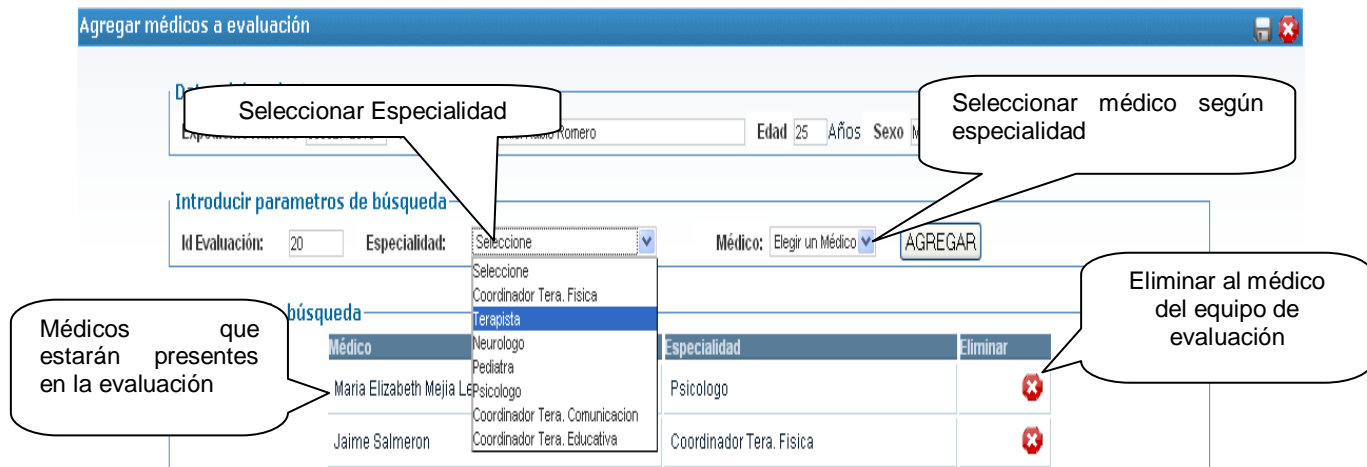 Agregar médicos a evaluación
Seleccionar Especialidad
Seleccionar médico según
especialidad
Romero
Edad 25 Años Sexo
Introducir parametros de búsqueda
Id Evaluación: 20 Especialidad: Seleccione Médico: Elegir un Médico AGREGAR
Seleccione
Coordinador Tera. Fisica
Terapista
Neurologo
Pediatra
Psicologo
Coordinador Tera. Comunicacion
Coordinador Tera. Educativa
Eliminar al médico
del equipo de
evaluación
Médicos que
estarán presentes
en la evaluación
búsqueda
Médico Especialidad Eliminar
Maria Elizabeth Mejia Psicologo
Jaime Salmeron Coordinador Tera. Fisica